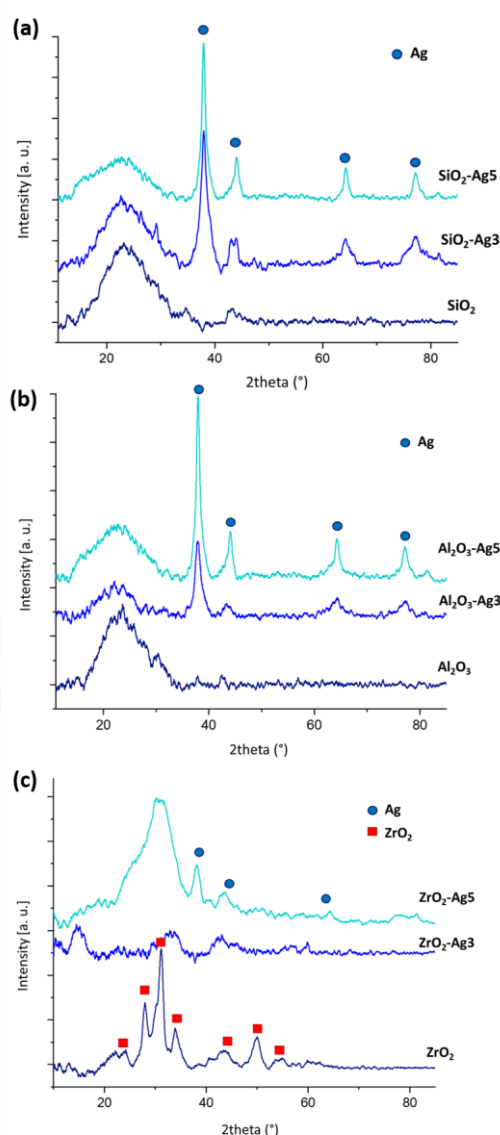 (a)
Ag
Intensity [a. u.]
SiO₂-Ag5
SiO₂-Ag3
SiO₂
20 40 60 80
2theta (°)
(b)
Ag
Intensity [a. u.]
Al₂O₃-Ag5
Al₂O₃-Ag3
Al₂O₃
20 40 60 80
2theta (°)
(c)
Ag
ZrO₂
Intensity [a. u.]
ZrO₂-Ag5
ZrO₂-Ag3
ZrO₂
20 40 60 80
2theta (°)